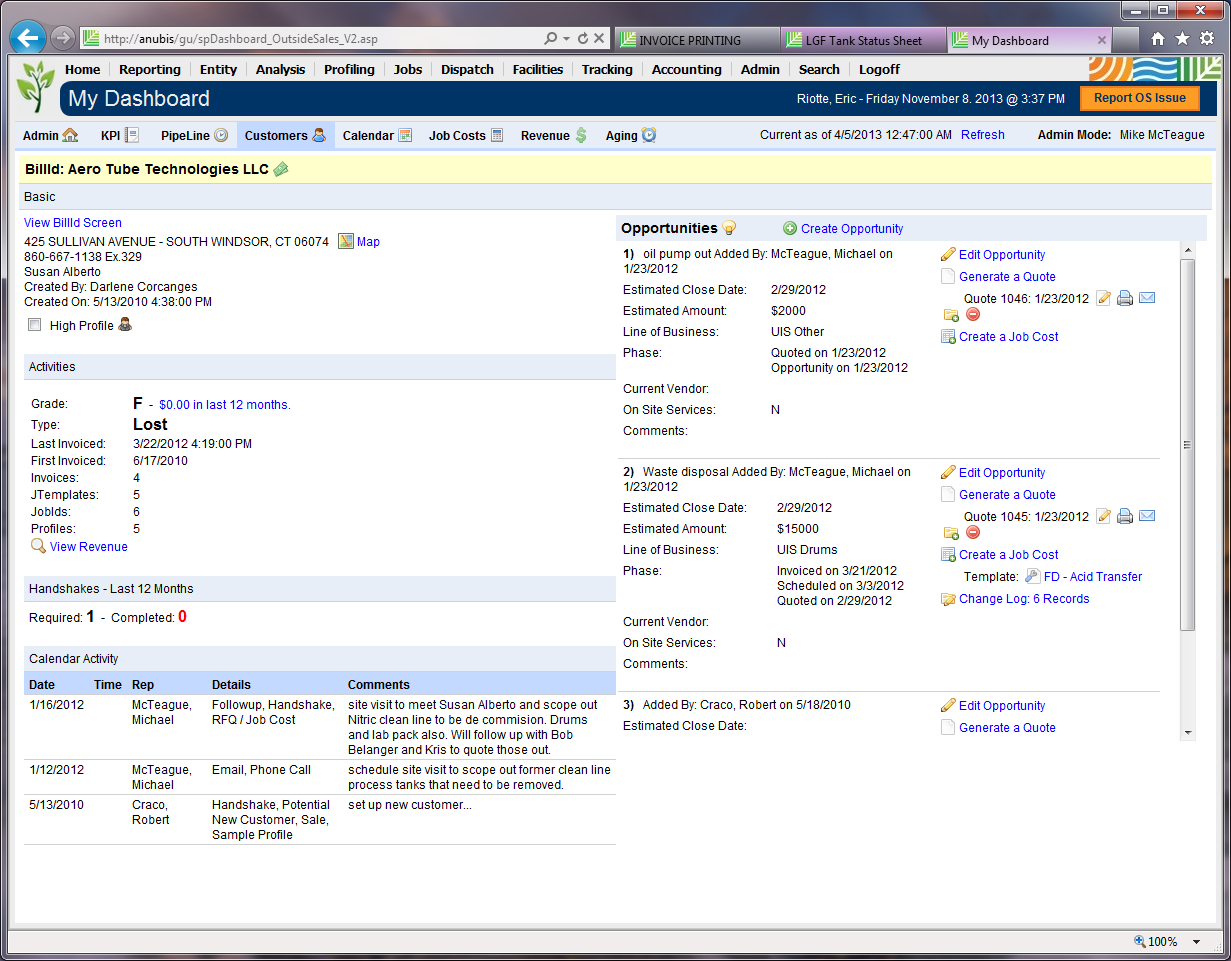 http://anubis/gu/spDashboard_OutsideSales_V2.asp
INVOICE PRINTING
LGF Tank Status Sheet
My Dashboard
Home Reporting Entity Analysis Profiling Jobs Dispatch Facilities Tracking Accounting Admin Search Logoff
My Dashboard
Riotte, Eric - Friday November 8. 2013 @ 3:37 PM
Report OS Issue
Admin KPI PipeLine Customers Calendar Job Costs Revenue Aging
Current as of 4/5/2013 12:47:00 AM Refresh
Admin Mode: Mike McTeague
BillId: Aero Tube Technologies LLC
Basic
View BillId Screen
425 SULLIVAN AVENUE - SOUTH WINDSOR, CT 06074 Map
860-667-1138 Ex.329
Susan Alberto
Created By: Darlene Corcanges
Created On: 5/13/2010 4:38:00 PM
High Profile
Activities
Grade: F - $0.00 in last 12 months.
Type: Lost
Last Invoiced: 3/22/2012 4:19:00 PM
First Invoiced: 6/17/2010
Invoices: 4
JTemplates: 5
JobIds: 6
Profiles: 5
View Revenue
Handshakes - Last 12 Months
Required: 1 - Completed: 0
Calendar Activity
Date Time Rep Details Comments
1/16/2012 McTeague, Followup, Handshake, site visit to meet Susan Alberto and scope out
Michael RFQ / Job Cost Nitric clean line to be de commision. Drums
and lab pack also. Will follow up with Bob
Belanger and Kris to quote those out.
1/12/2012 McTeague, Email, Phone Call schedule site visit to scope out former clean line
Michael process tanks that need to be removed.
5/13/2010 Craco, Handshake, Potential set up new customer...
Robert New Customer, Sale,
Sample Profile
Opportunities Create Opportunity
1) oil pump out Added By: McTeague, Michael on
1/23/2012
Estimated Close Date: 2/29/2012
Estimated Amount: $2000
Line of Business: UIS Other
Phase: Quoted on 1/23/2012
Opportunity on 1/23/2012
Current Vendor:
On Site Services: N
Comments:
Edit Opportunity
Generate a Quote
Quote 1046: 1/23/2012
Create a Job Cost
2) Waste disposal Added By: McTeague, Michael on
1/23/2012
Estimated Close Date: 2/29/2012
Estimated Amount: $15000
Line of Business: UIS Drums
Phase: Invoiced on 3/21/2012
Scheduled on 3/3/2012
Quoted on 2/29/2012
Current Vendor:
On Site Services: N
Comments:
Edit Opportunity
Generate a Quote
Quote 1045: 1/23/2012
Create a Job Cost
Template: FD - Acid Transfer
Change Log: 6 Records
3) Added By: Craco, Robert on 5/18/2010
Estimated Close Date:
Edit Opportunity
Generate a Quote
100%